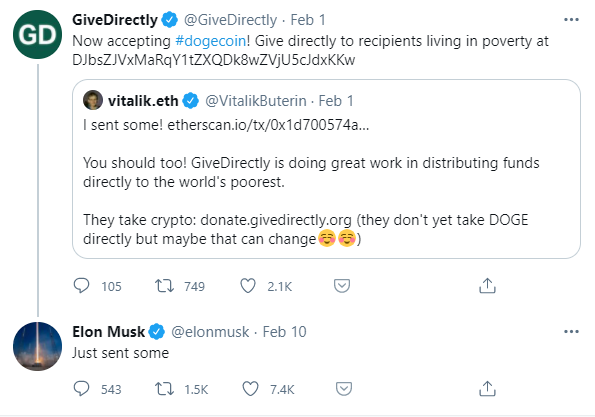 GD
GiveDirectly @GiveDirectly · Feb 1
Now accepting #dogecoin! Give directly to recipients living in poverty at
DJbsZJVxMaRqY1tZXQDk8wZVjU5cJdxKKw
vitalik.eth @VitalikButerin · Feb 1
I sent some! etherscan.io/tx/0x1d700574a...
You should too! GiveDirectly is doing great work in distributing funds
directly to the world's poorest.
They take crypto: donate.givedirectly.org (they don't yet take DOGE
directly but maybe that can change☺️☺️)
105 749 2.1K
Elon Musk @elonmusk · Feb 10
Just sent some
543 1.5K 7.4K